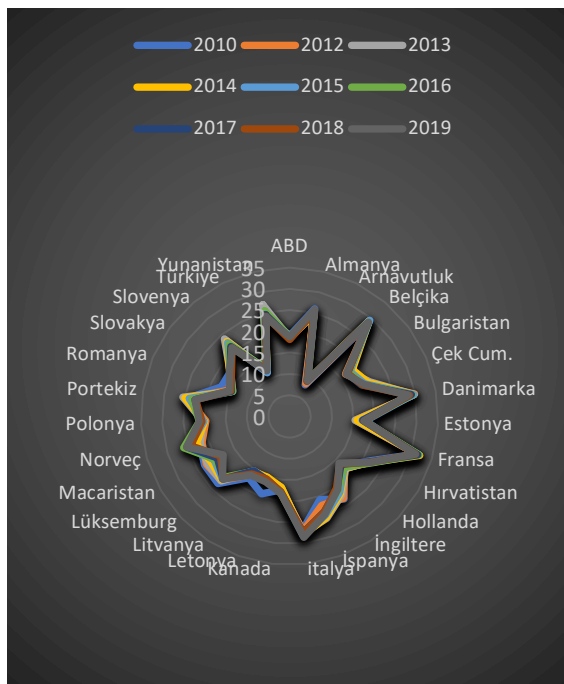 2010 2012 2013
2014 2015 2016
2017 2018 2019
ABD
Almanya
Arnavutluk
Belçika
Bulgaristan
Çek Cum.
Danimarka
Estonya
Fransa
Hırvatistan
Hollanda
İngiltere
İspanya
italya
Kanada
Letonya
Litvanya
Lüksemburg
Macaristan
Norveç
Polonya
Portekiz
Romanya
Slovakya
Slovenya
Türkiye
Yunanistan
35
30
25
20
15
10
5
0